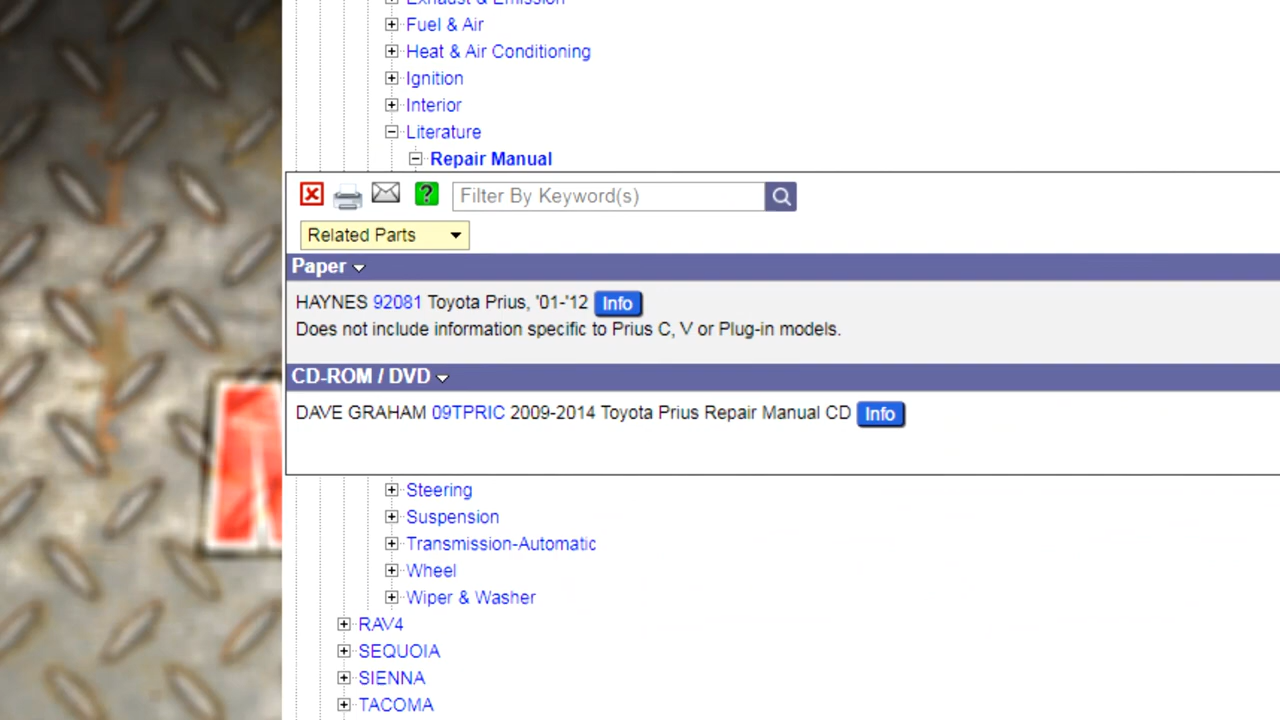 Exhaust & Emission
Fuel & Air
Heat & Air Conditioning
Ignition
Interior
Literature
Repair Manual
Filter By Keyword(s)
Related Parts
Paper
HAYNES 92081 Toyota Prius, '01-'12 Info
Does not include information specific to Prius C, V or Plug-in models.
CD-ROM / DVD
DAVE GRAHAM 09TPRIC 2009-2014 Toyota Prius Repair Manual CD Info
Steering
Suspension
Transmission-Automatic
Wheel
Wiper & Washer
RAV4
SEQUOIA
SIENNA
TACOMA